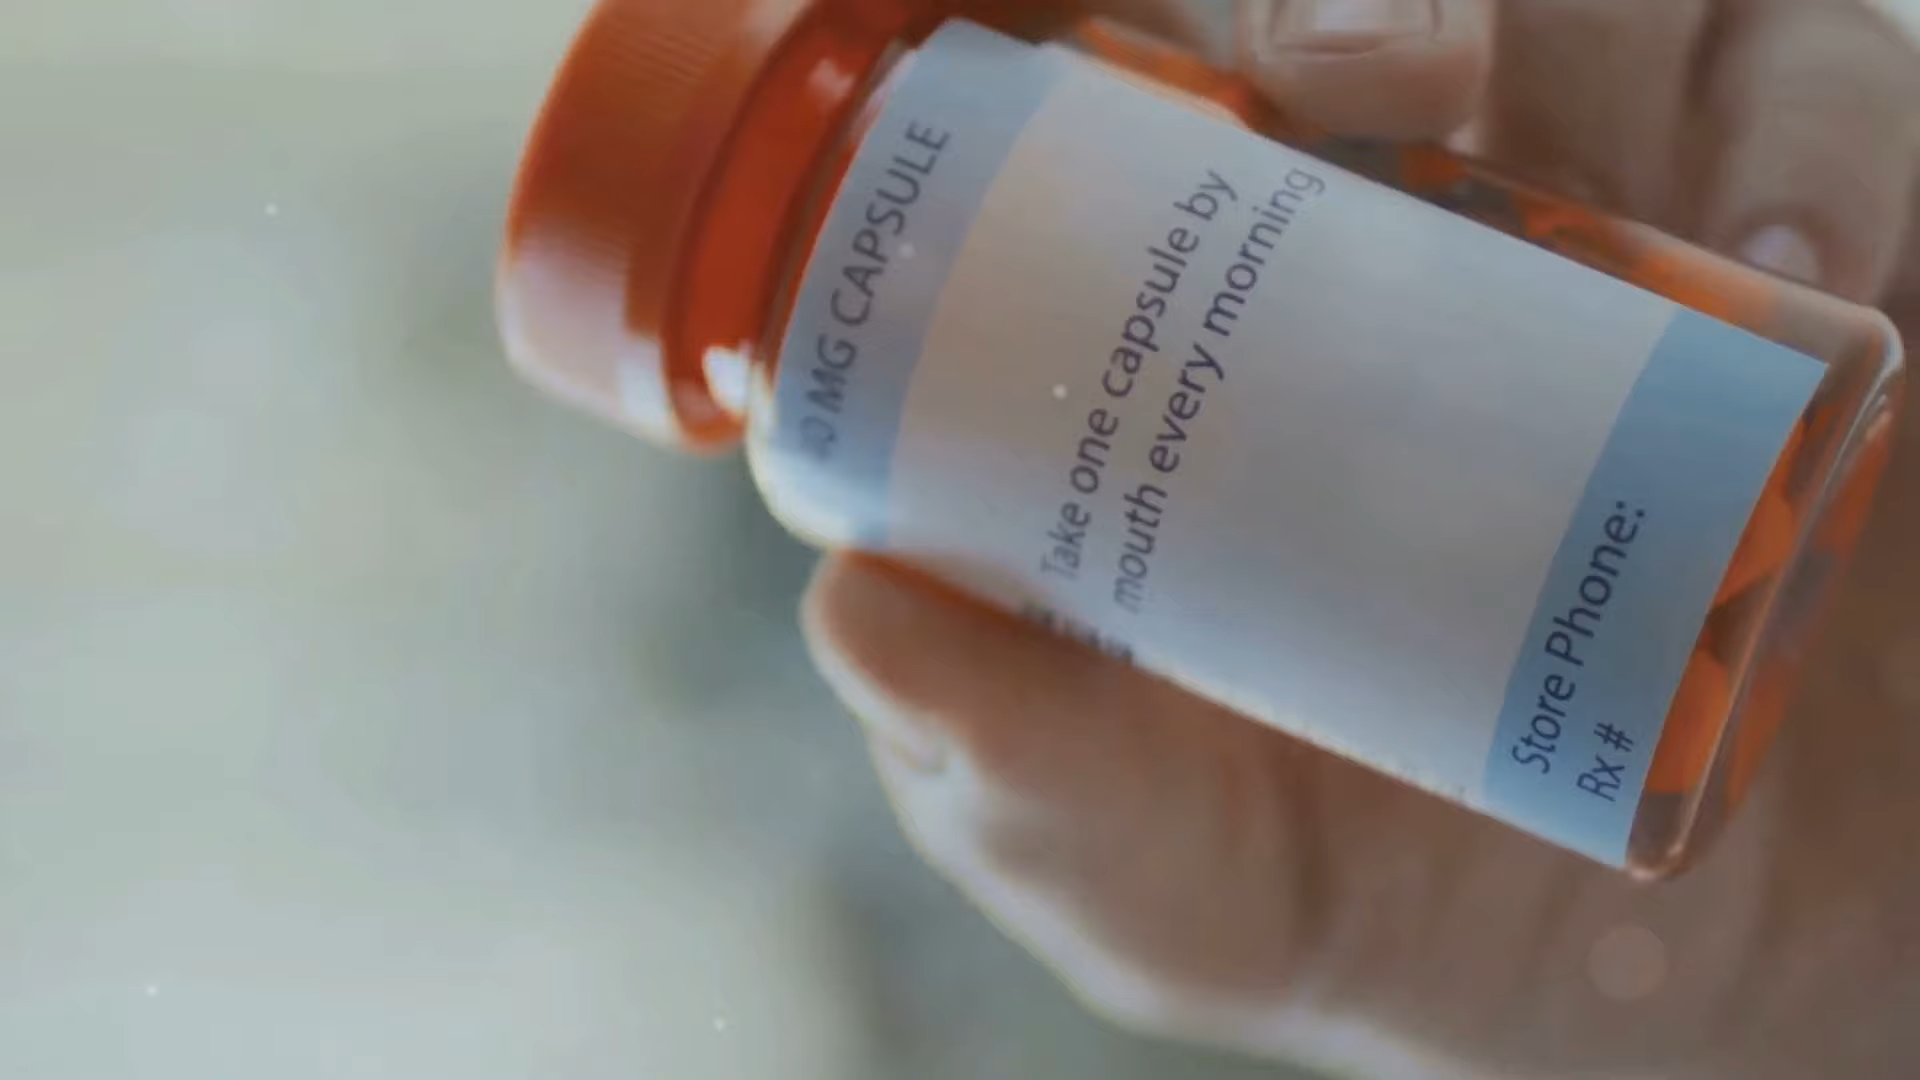 MG CAPSULE
Take one capsule by
mouth every morning
Store Phone:
Rx #